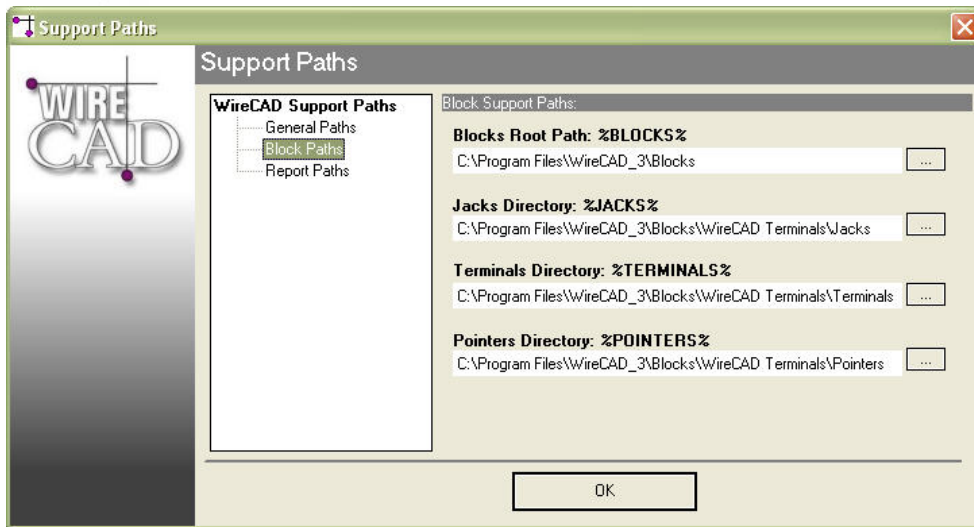 Support Paths
WIRE
CAD
Support Paths
WireCAD Support Paths
General Paths
Block Paths
Report Paths
Block Support Paths:
Blocks Root Path: %BLOCKS%
C:\Program Files\WireCAD_3\Blocks
...
Jacks Directory: %JACKS%
C:\Program Files\WireCAD_3\Blocks\WireCAD Terminals\Jacks
...
Terminals Directory: %TERMINALS%
C:\Program Files\WireCAD_3\Blocks\WireCAD Terminals\Terminals
...
Pointers Directory: %POINTERS%
C:\Program Files\WireCAD_3\Blocks\WireCAD Terminals\Pointers
...
OK